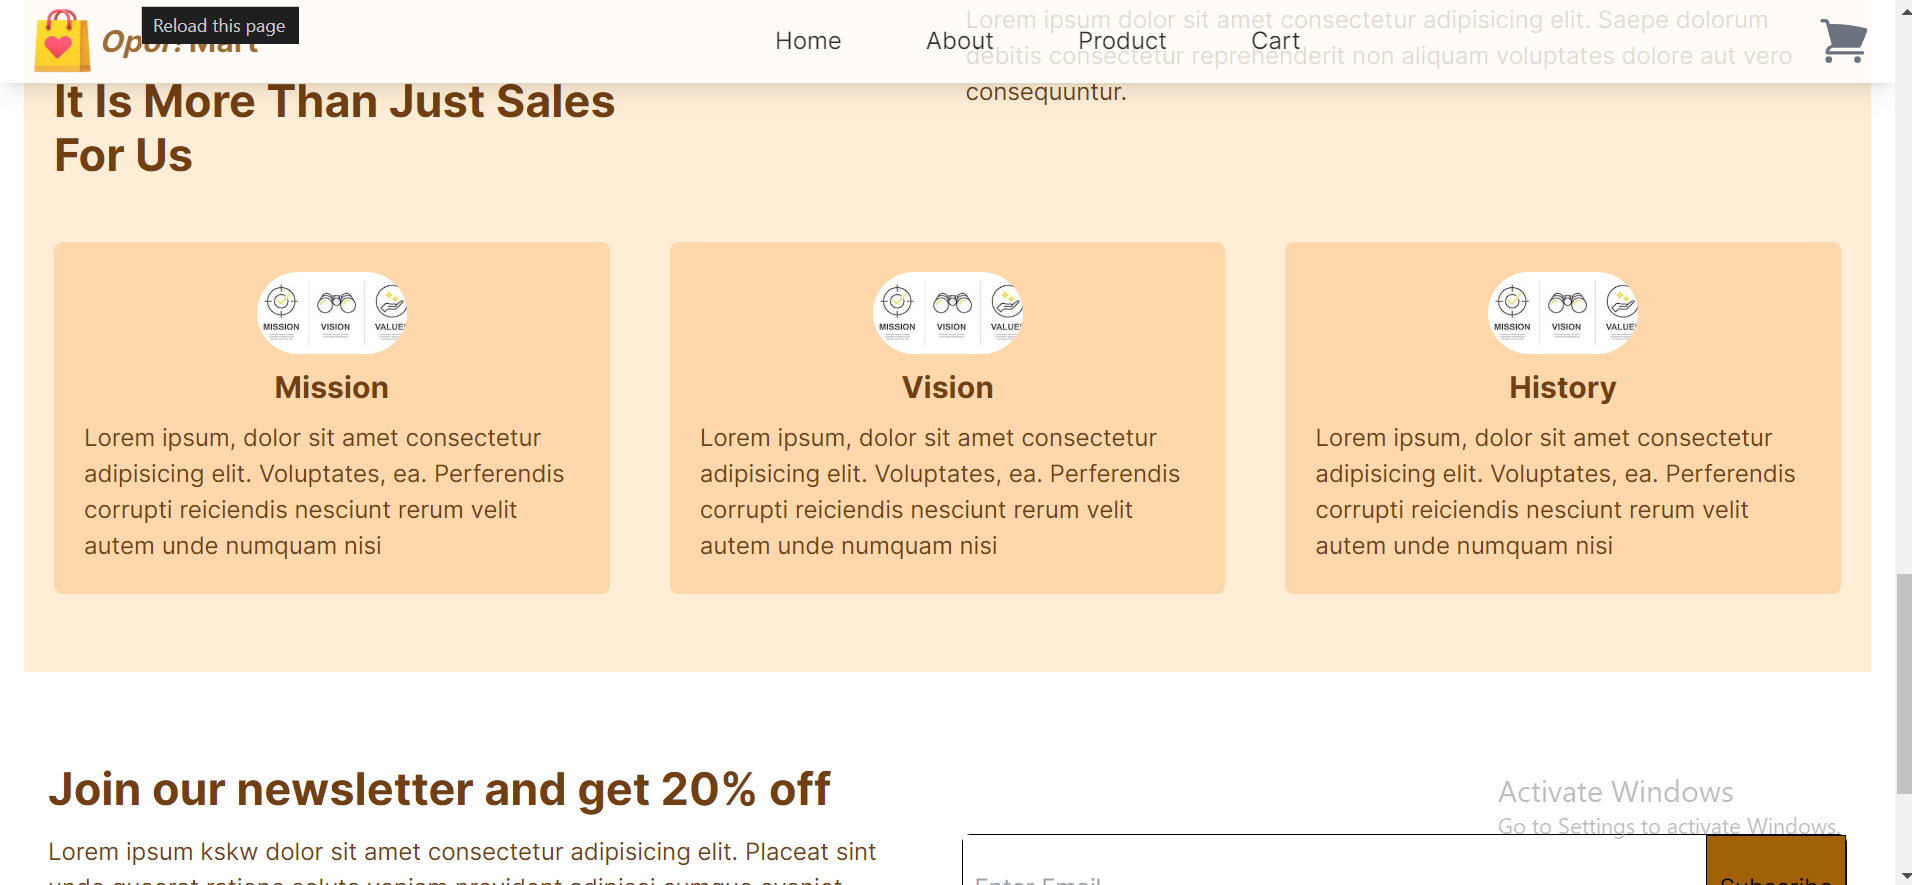 Reload this page
Mart
Home About Product Cart
Lorem ipsum dolor sit amet consectetur adipisicing elit. Saepe dolorum
debitis consectetur reprehenderit non aliquam voluptates dolore aut vero
consequuntur.
It Is More Than Just Sales
For Us
MISSION VISION VALUE
Mission
Lorem ipsum, dolor sit amet consectetur
adipisicing elit. Voluptates, ea. Perferendis
corrupti reiciendis nesciunt rerum velit
autem unde numquam nisi
MISSION VISION VALUE
Vision
Lorem ipsum, dolor sit amet consectetur
adipisicing elit. Voluptates, ea. Perferendis
corrupti reiciendis nesciunt rerum velit
autem unde numquam nisi
MISSION VISION VALUE
History
Lorem ipsum, dolor sit amet consectetur
adipisicing elit. Voluptates, ea. Perferendis
corrupti reiciendis nesciunt rerum velit
autem unde numquam nisi
Join our newsletter and get 20% off
Lorem ipsum kskw dolor sit amet consectetur adipisicing elit. Placeat sint
Activate Windows
Go to Settings to activate Windows.
Enter Email
Subscribe